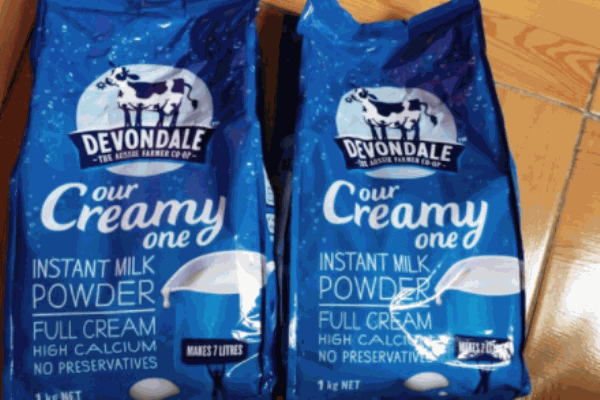 DEVONDALE
- THE AUSSIE FARMER CO-OP -
our
Creamy
one
INSTANT MILK
POWDER
FULL CREAM
HIGH CALCIUM
NO PRESERVATIVES
MAKES 7 LITRES
1 kg NET
DEVONDALE
- THE AUSSIE FARMER CO-OP -
our
Creamy
one
INSTANT MILK
POWDER
FULL CREAM
HIGH CALCIUM
NO PRESERVATIVES
MAKES 7
1 kg NET